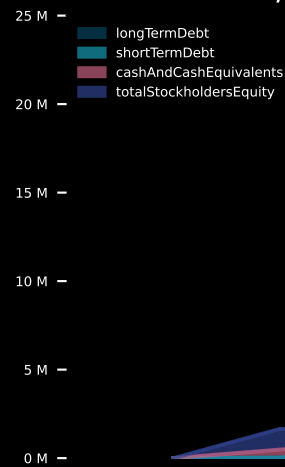 25 M
longTermDebt
shortTermDebt
cashAndCashEquivalents
totalStockholdersEquity
20 M
15 M
10 M
5 M
0 M